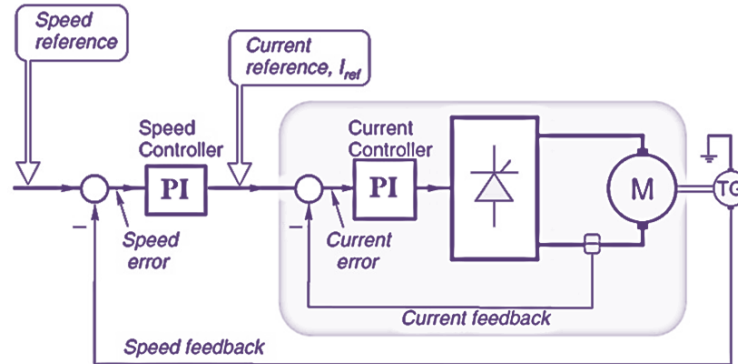 Speed
reference
Current
reference, Iref
Speed
Controller
Current
Controller
PI
PI
M
TG
Speed
error
Current
error
Current feedback
Speed feedback